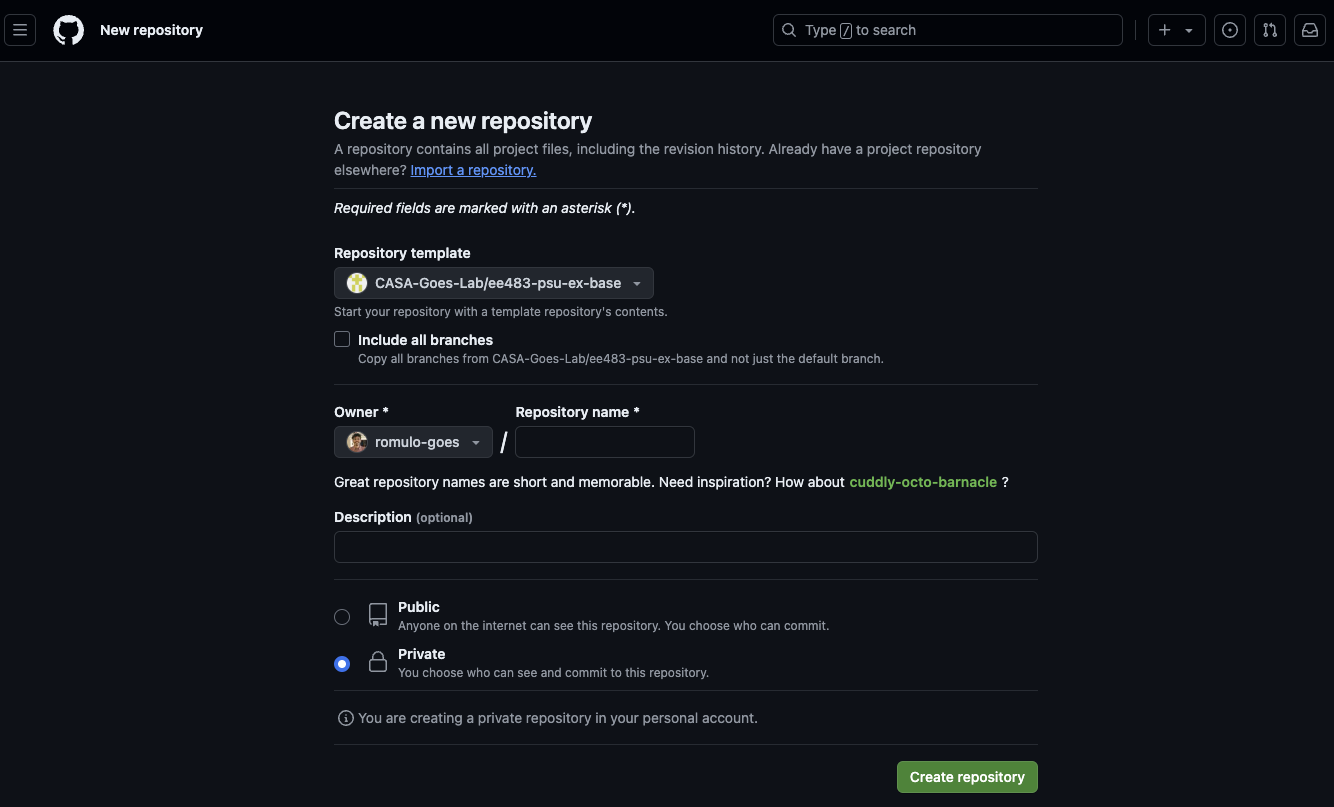 New repository
Type / to search
Create a new repository
A repository contains all project files, including the revision history. Already have a project repository
elsewhere? Import a repository.
Required fields are marked with an asterisk (*).
Repository template
CASA-Goes-Lab/ee483-psu-ex-base
Start your repository with a template repository's contents.
Include all branches
Copy all branches from CASA-Goes-Lab/ee483-psu-ex-base and not just the default branch.
Owner * Repository name *
romulo-goes /
Great repository names are short and memorable. Need inspiration? How about cuddly-octo-barnacle ?
Description (optional)
Public
Anyone on the internet can see this repository. You choose who can commit.
Private
You choose who can see and commit to this repository.
You are creating a private repository in your personal account.
Create repository